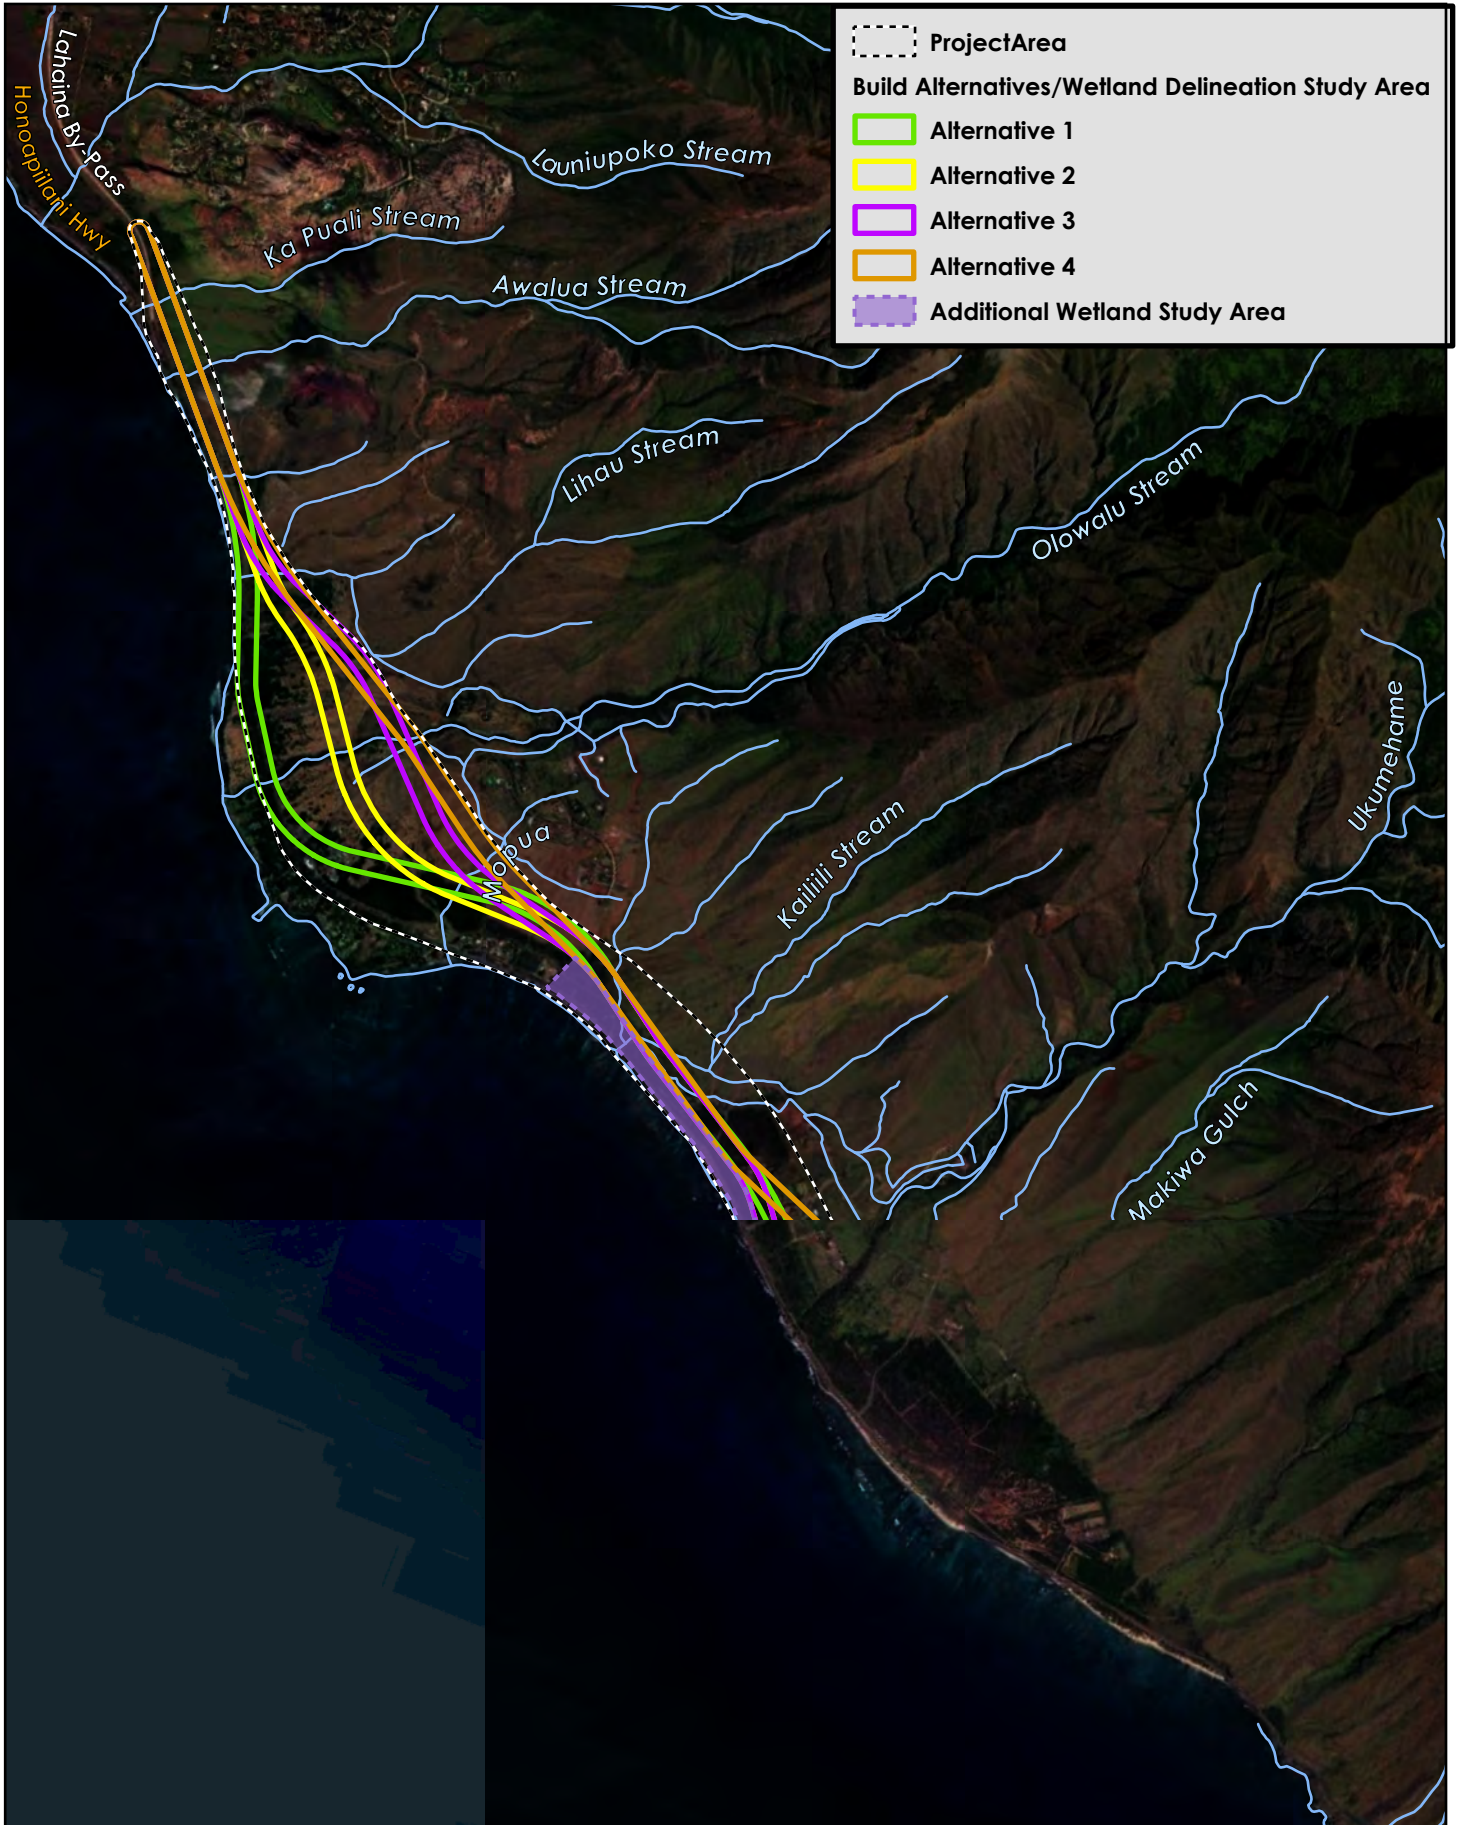 ProjectArea
Build Alternatives/Wetland Delineation Study Area
Alternative 1
Alternative 2
Alternative 3
Alternative 4
Additional Wetland Study Area
Lahaina By-Pass
Honoapiilani Hwy
Launiupoko Stream
Ka Puali Stream
Awalua Stream
Lihau Stream
Olowalu Stream
Ukumehame
Mopua
Kailiili Stream
Makiwa Gulch